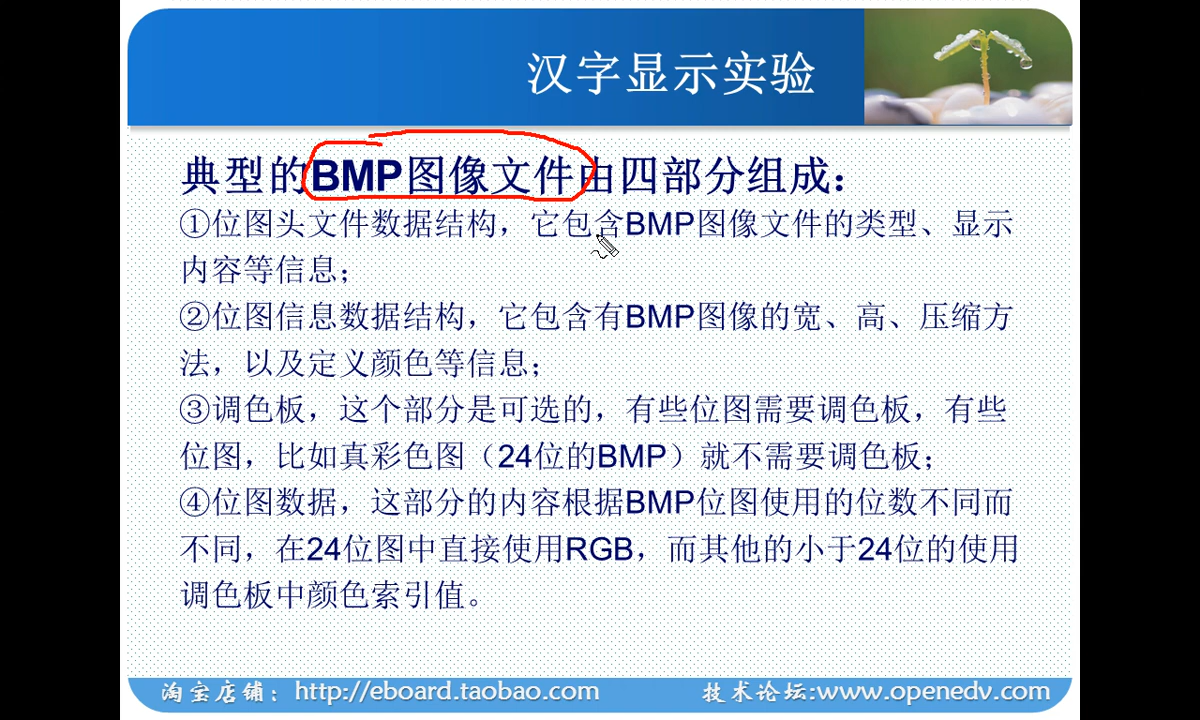 汉字显示实验
典型的BMP图像文件由四部分组成：
①位图头文件数据结构，它包含BMP图像文件的类型、显示
内容等信息；
②位图信息数据结构，它包含有BMP图像的宽、高、压缩方
法，以及定义颜色等信息；
③调色板，这个部分是可选的，有些位图需要调色板，有些
位图，比如真彩色图（24位的BMP）就不需要调色板；
④位图数据，这部分的内容根据BMP位图使用的位数不同而
不同，在24位图中直接使用RGB，而其他的小于24位的使用
调色板中颜色索引值。
淘宝店铺：http://eboard.taobao.com 技术论坛:www.openedv.com